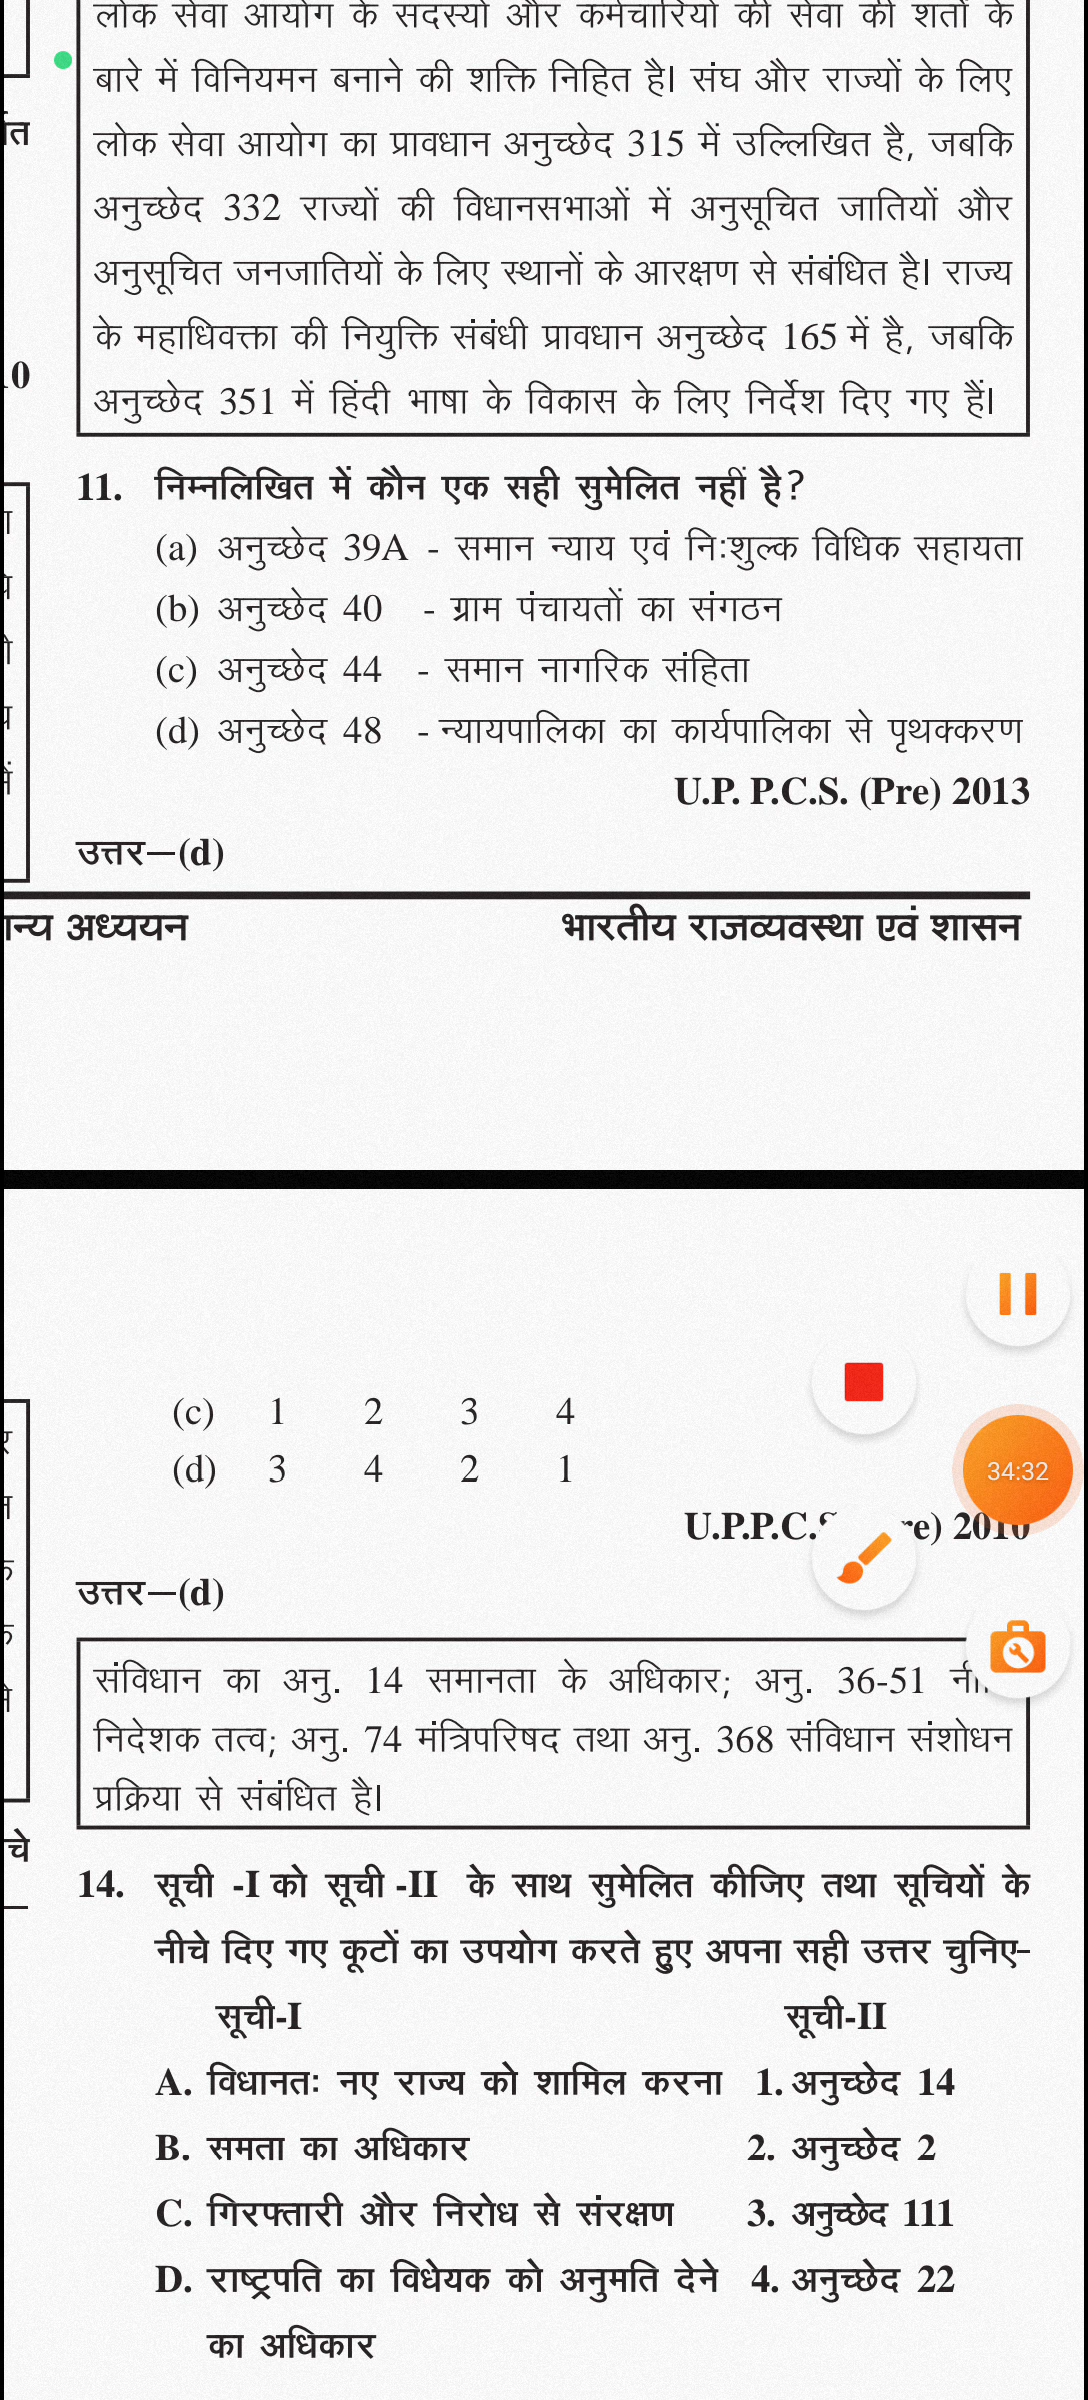 लोक सेवा आयोग के सदस्यों और कर्मचारियों की सेवा की शर्तों के
बारे में विनियमन बनाने की शक्ति निहित है। संघ और राज्यों के लिए
लोक सेवा आयोग का प्रावधान अनुच्छेद 315 में उल्लिखित है, जबकि
अनुच्छेद 332 राज्यों की विधानसभाओं में अनुसूचित जातियों और
अनुसूचित जनजातियों के लिए स्थानों के आरक्षण से संबंधित है। राज्य
के महाधिवक्ता की नियुक्ति संबंधी प्रावधान अनुच्छेद 165 में है, जबकि
अनुच्छेद 351 में हिंदी भाषा के विकास के लिए निर्देश दिए गए हैं।
11. निम्नलिखित में कौन एक सही सुमेलित नहीं है?
(a) अनुच्छेद 39A - समान न्याय एवं निःशुल्क विधिक सहायता
(b) अनुच्छेद 40 - ग्राम पंचायतों का संगठन
(c) अनुच्छेद 44 - समान नागरिक संहिता
(d) अनुच्छेद 48 - न्यायपालिका का कार्यपालिका से पृथक्करण
U.P. P.C.S. (Pre) 2013
उत्तर—(d)
अध्ययन भारतीय राजव्यवस्था एवं शासन
(c) 1 2 3 4
(d) 3 4 2 1
34:32
2010
उत्तर—(d)
संविधान का अनु. 14 समानता के अधिकार; अनु. 36-51
निदेशक तत्व; अनु. 74 मंत्रिपरिषद तथा अनु. 368 संविधान संशोधन
प्रक्रिया से संबंधित है।
14. सूची -I को सूची -II के साथ सुमेलित कीजिए तथा सूचियों के
नीचे दिए गए कूटों का उपयोग करते हुए अपना सही उत्तर चुनिए-
सूची-I सूची-II
A. विधानतः नए राज्य को शामिल करना 1. अनुच्छेद 14
B. समता का अधिकार 2. अनुच्छेद 2
C. गिरफ्तारी और निरोध से संरक्षण 3. अनुच्छेद 111
D. राष्ट्रपति का विधेयक को अनुमति देने 4. अनुच्छेद 22
का अधिकार